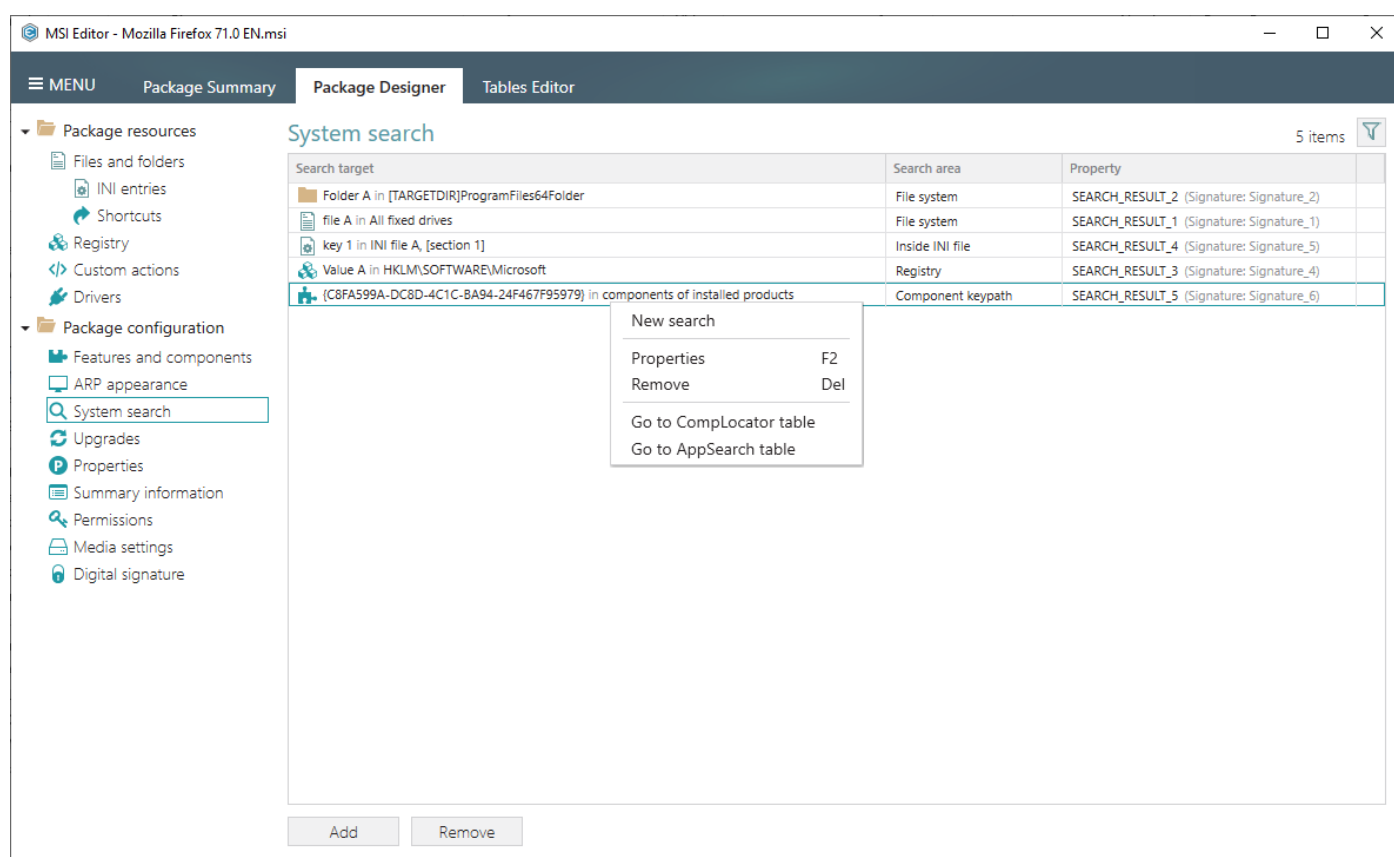 MSI Editor - Mozilla Firefox 71.0 EN.msi
MENU Package Summary Package Designer Tables Editor
Package resources
Files and folders
INI entries
Shortcuts
Registry
Custom actions
Drivers
Package configuration
Features and components
ARP appearance
System search
Upgrades
Properties
Summary information
Permissions
Media settings
Digital signature
System search 5 items
Search target Search area Property
Folder A in [TARGETDIR]ProgramFiles64Folder File system SEARCH_RESULT_2 (Signature: Signature_2)
file A in All fixed drives File system SEARCH_RESULT_1 (Signature: Signature_1)
key 1 in INI file A, [section 1] Inside INI file SEARCH_RESULT_4 (Signature: Signature_5)
Value A in HKLM\SOFTWARE\Microsoft Registry SEARCH_RESULT_3 (Signature: Signature_4)
{C8FA599A-DC8D-4C1C-BA94-24F467F95979} in components of installed products Component keypath SEARCH_RESULT_5 (Signature: Signature_6)
New search
Properties F2
Remove Del
Go to CompLocator table
Go to AppSearch table
Add Remove